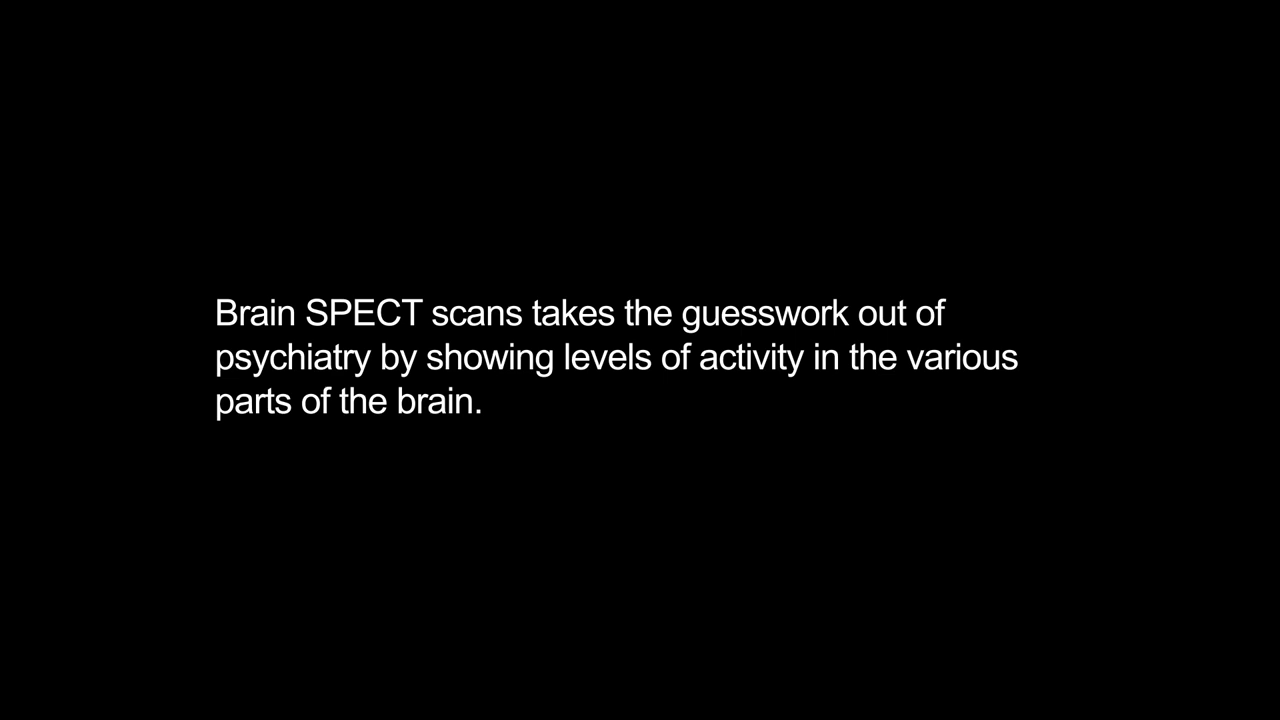 Brain SPECT scans takes the guesswork out of
psychiatry by showing levels of activity in the various
parts of the brain.